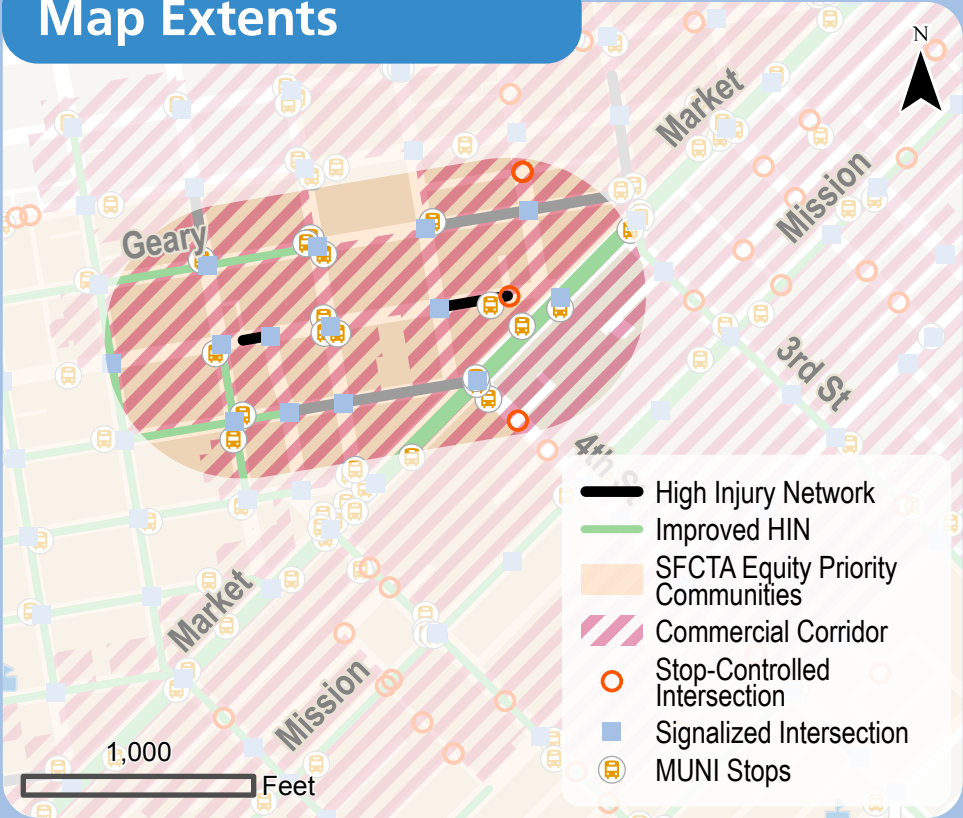 Map Extents
N
Market
Mission
Geary
3rd St
4th St
Market
Mission
High Injury Network
Improved HIN
SFCTA Equity Priority
Communities
Commercial Corridor
Stop-Controlled
Intersection
Signalized Intersection
MUNI Stops
1,000
Feet